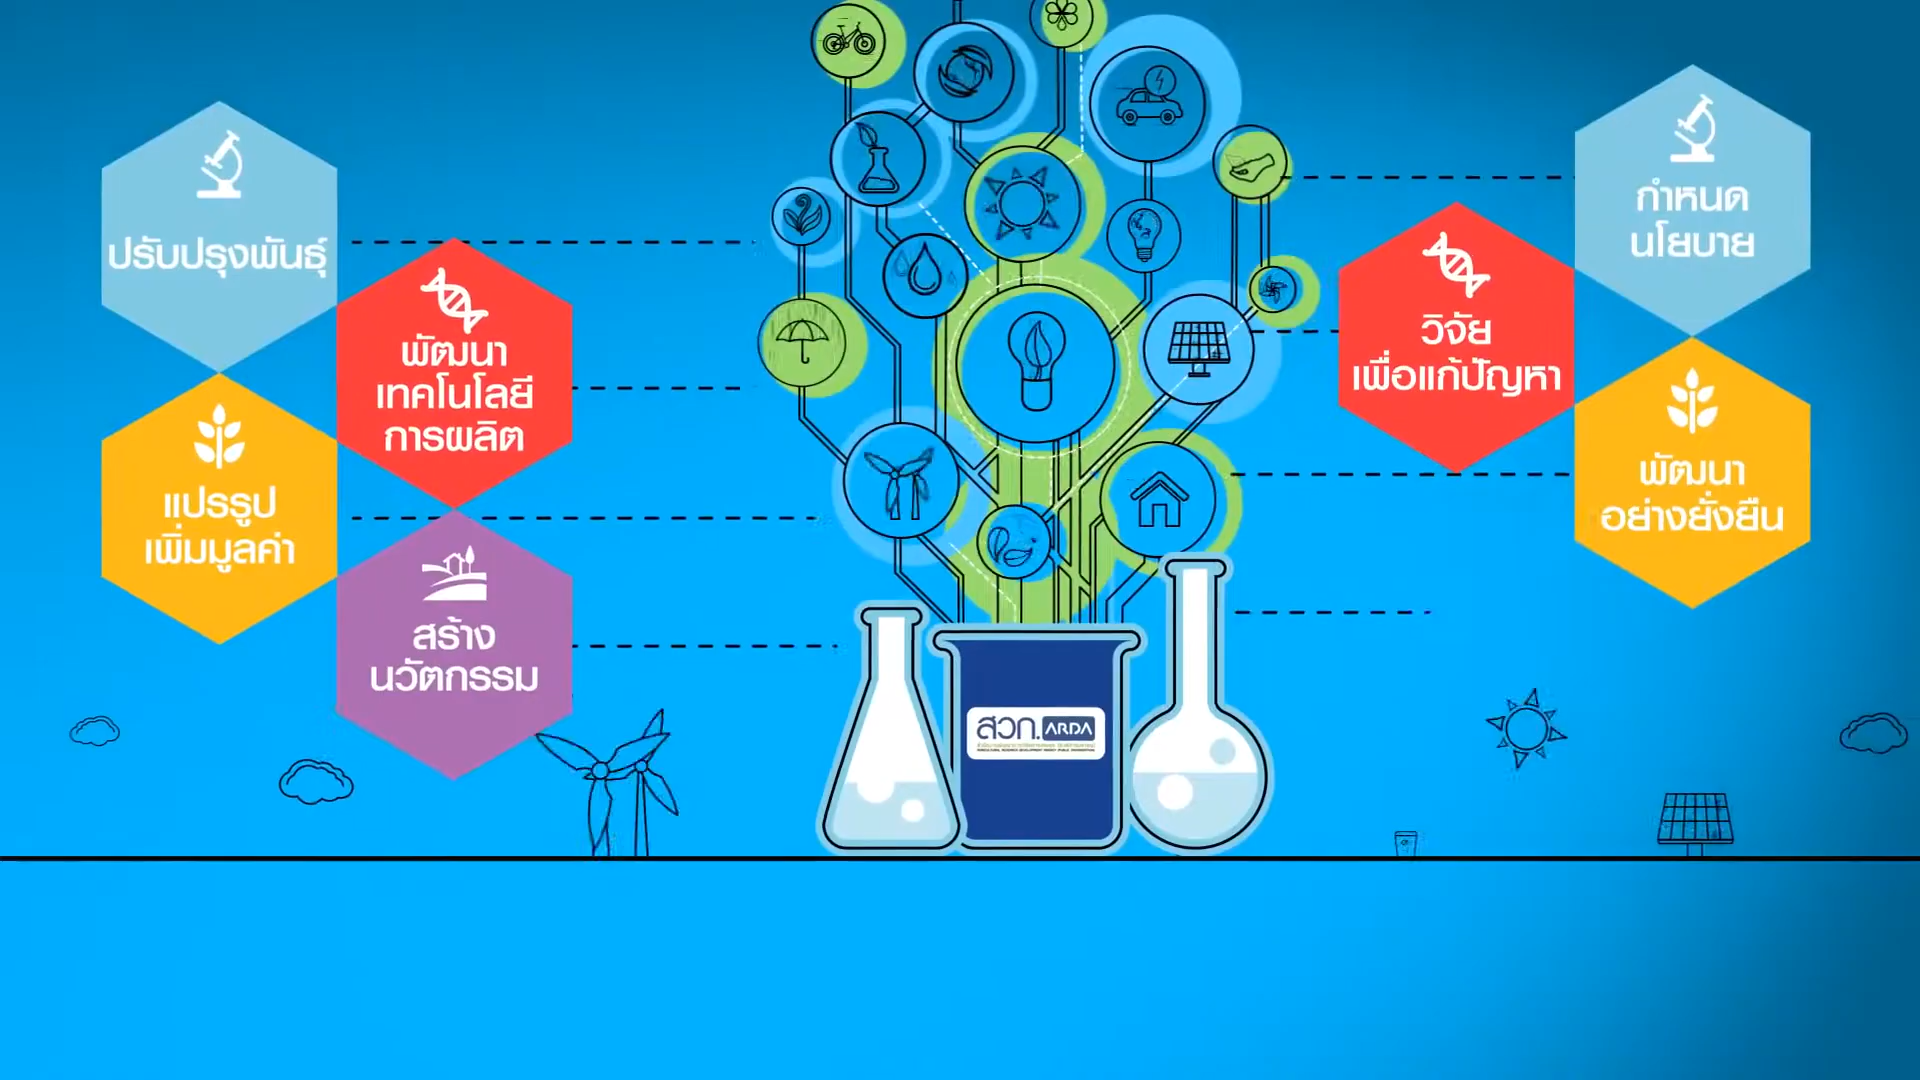 ปรับปรุงพันธุ์
พัฒนา
เทคโนโลยี
การผลิต
แปรรูป
เพิ่มมูลค่า
สร้าง
นวัตกรรม
สวก. ARDA
กำหนด
นโยบาย
วิจัย
เพื่อแก้ปัญหา
พัฒนา
อย่างยั่งยืน